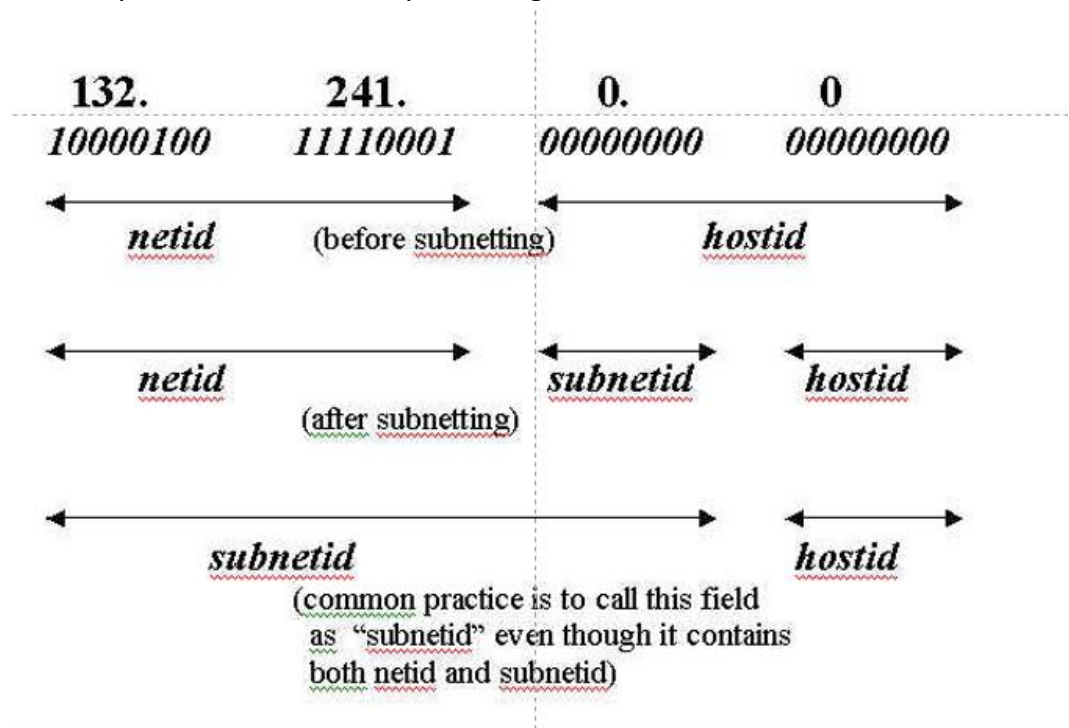 132. 241. 0. 0
10000100 11110001 00000000 00000000
netid (before subnetting) hostid
netid subnetid hostid
(after subnetting)
subnetid hostid
(common practice is to call this field
as “subnetid” even though it contains
both netid and subnetid)